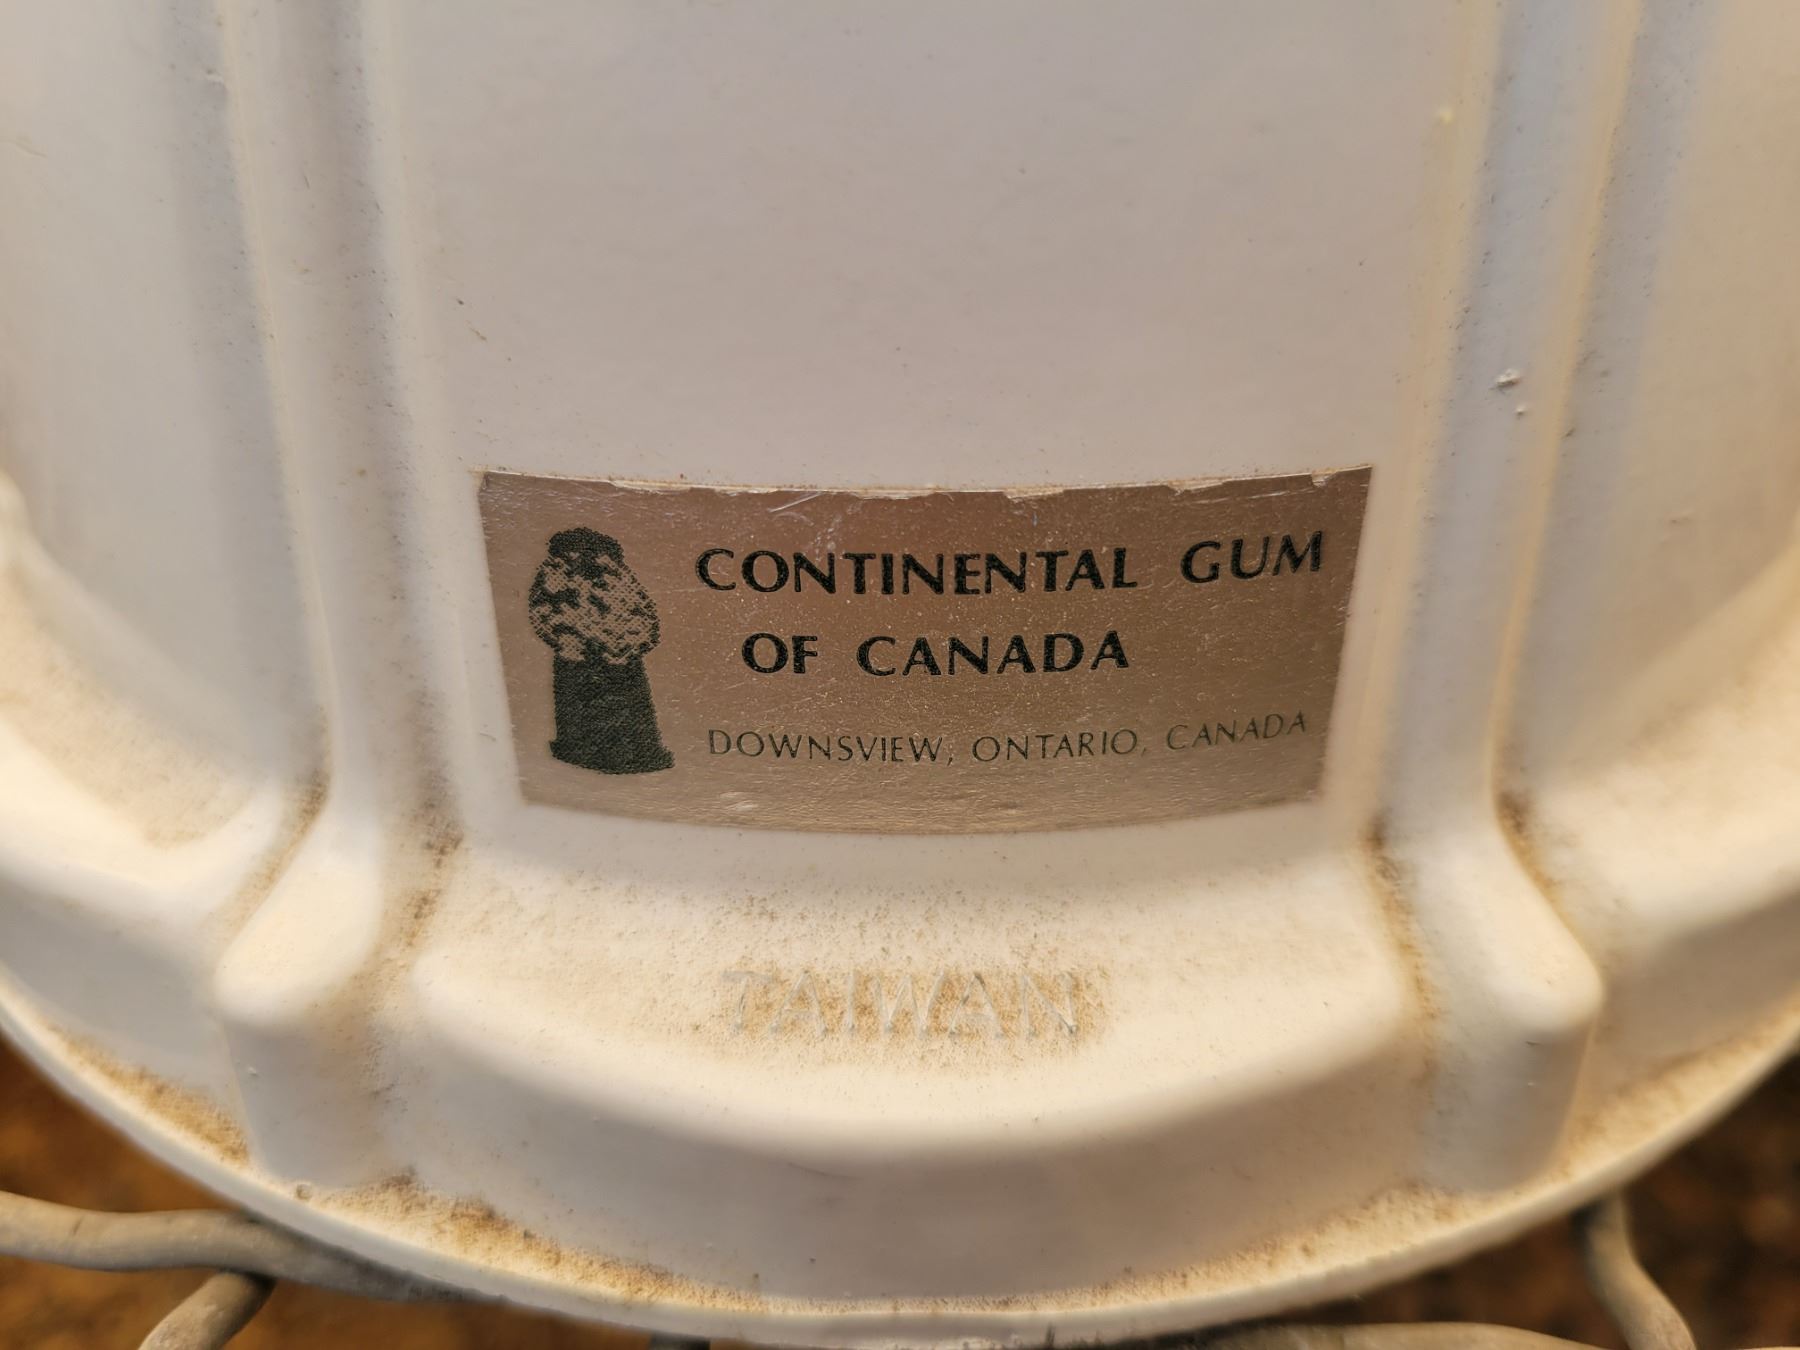 CONTINENTAL GUM
OF CANADA
DOWNSVIEW, ONTARIO, CANADA
TAIWAN